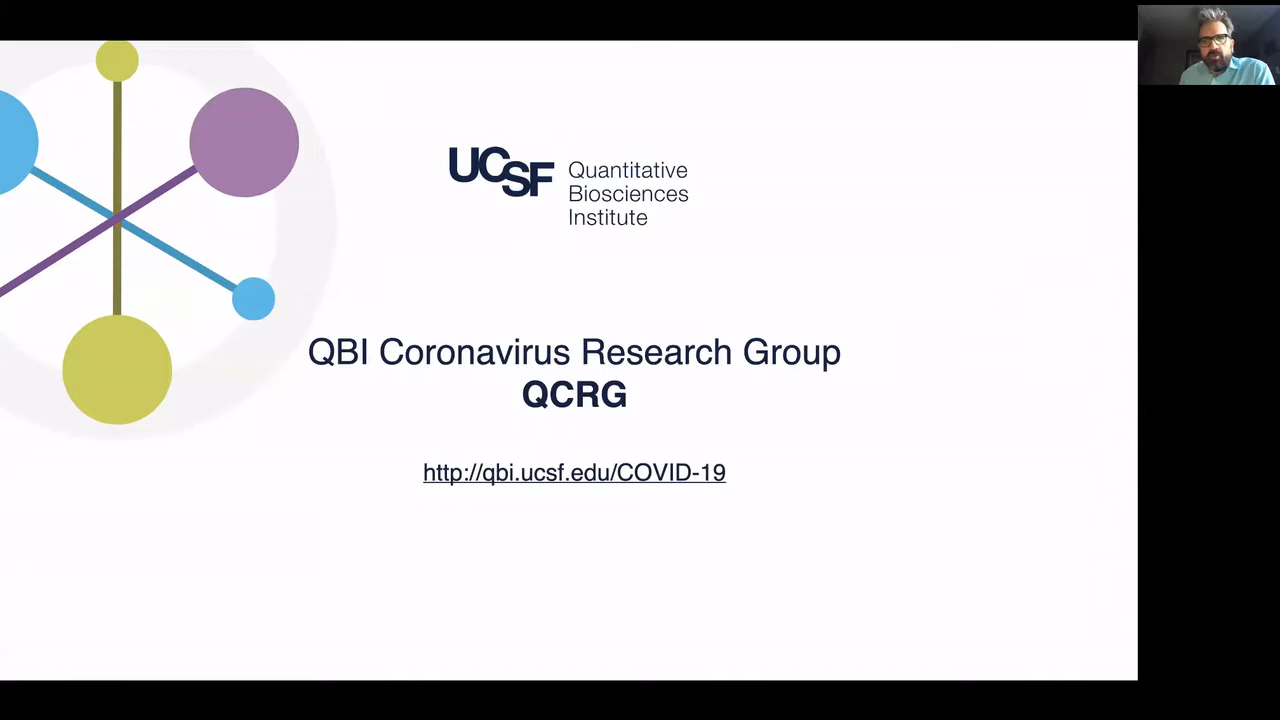 UCSF Quantitative
Biosciences
Institute
QBI Coronavirus Research Group
QCRG
http://qbi.ucsf.edu/COVID-19